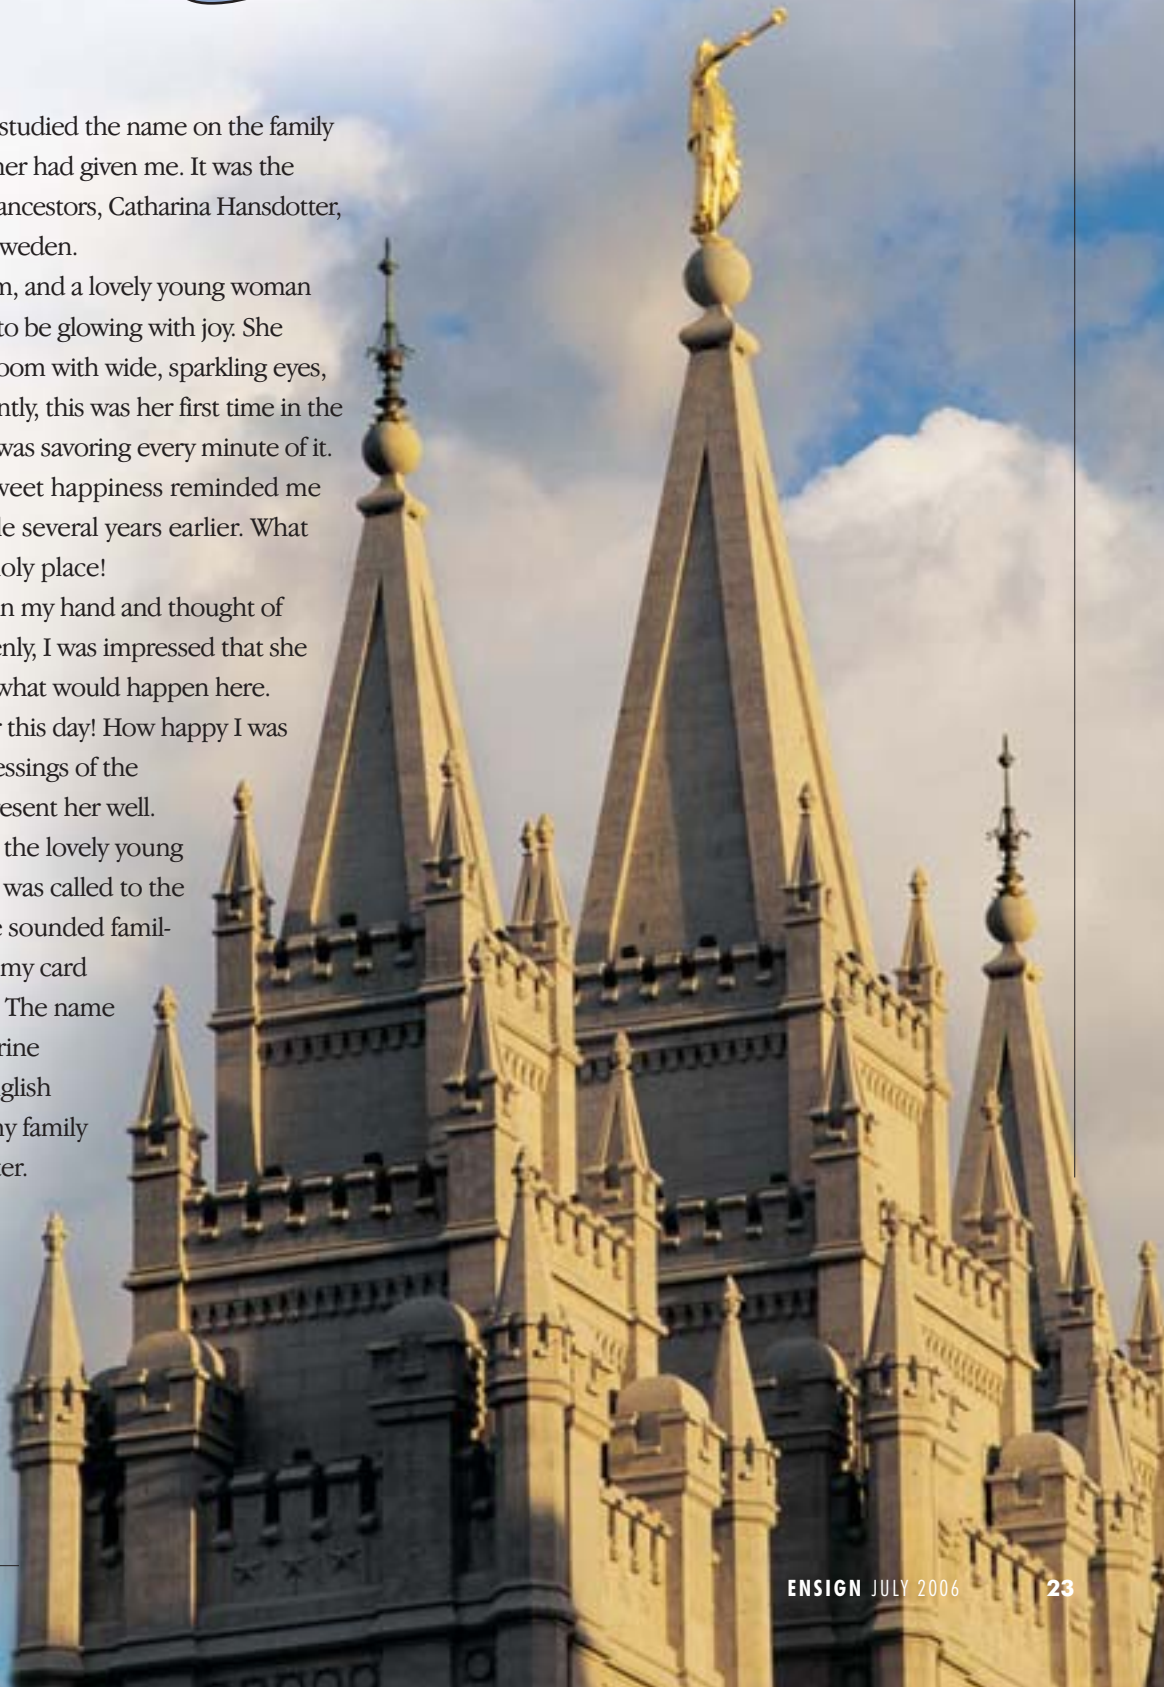 studied the name on the family
her had given me. It was the
ancestors, Catharina Hansdotter,
weden.
m, and a lovely young woman
to be glowing with joy. She
oom with wide, sparkling eyes,
ntly, this was her first time in the
was savoring every minute of it.
weet happiness reminded me
le several years earlier. What
oly place!
n my hand and thought of
enly, I was impressed that she
what would happen here.
r this day! How happy I was
essings of the
resent her well.
the lovely young
was called to the
e sounded famil-
my card
The name
rine
glish
ny family
ter.
ENSIGN JULY 2006 23